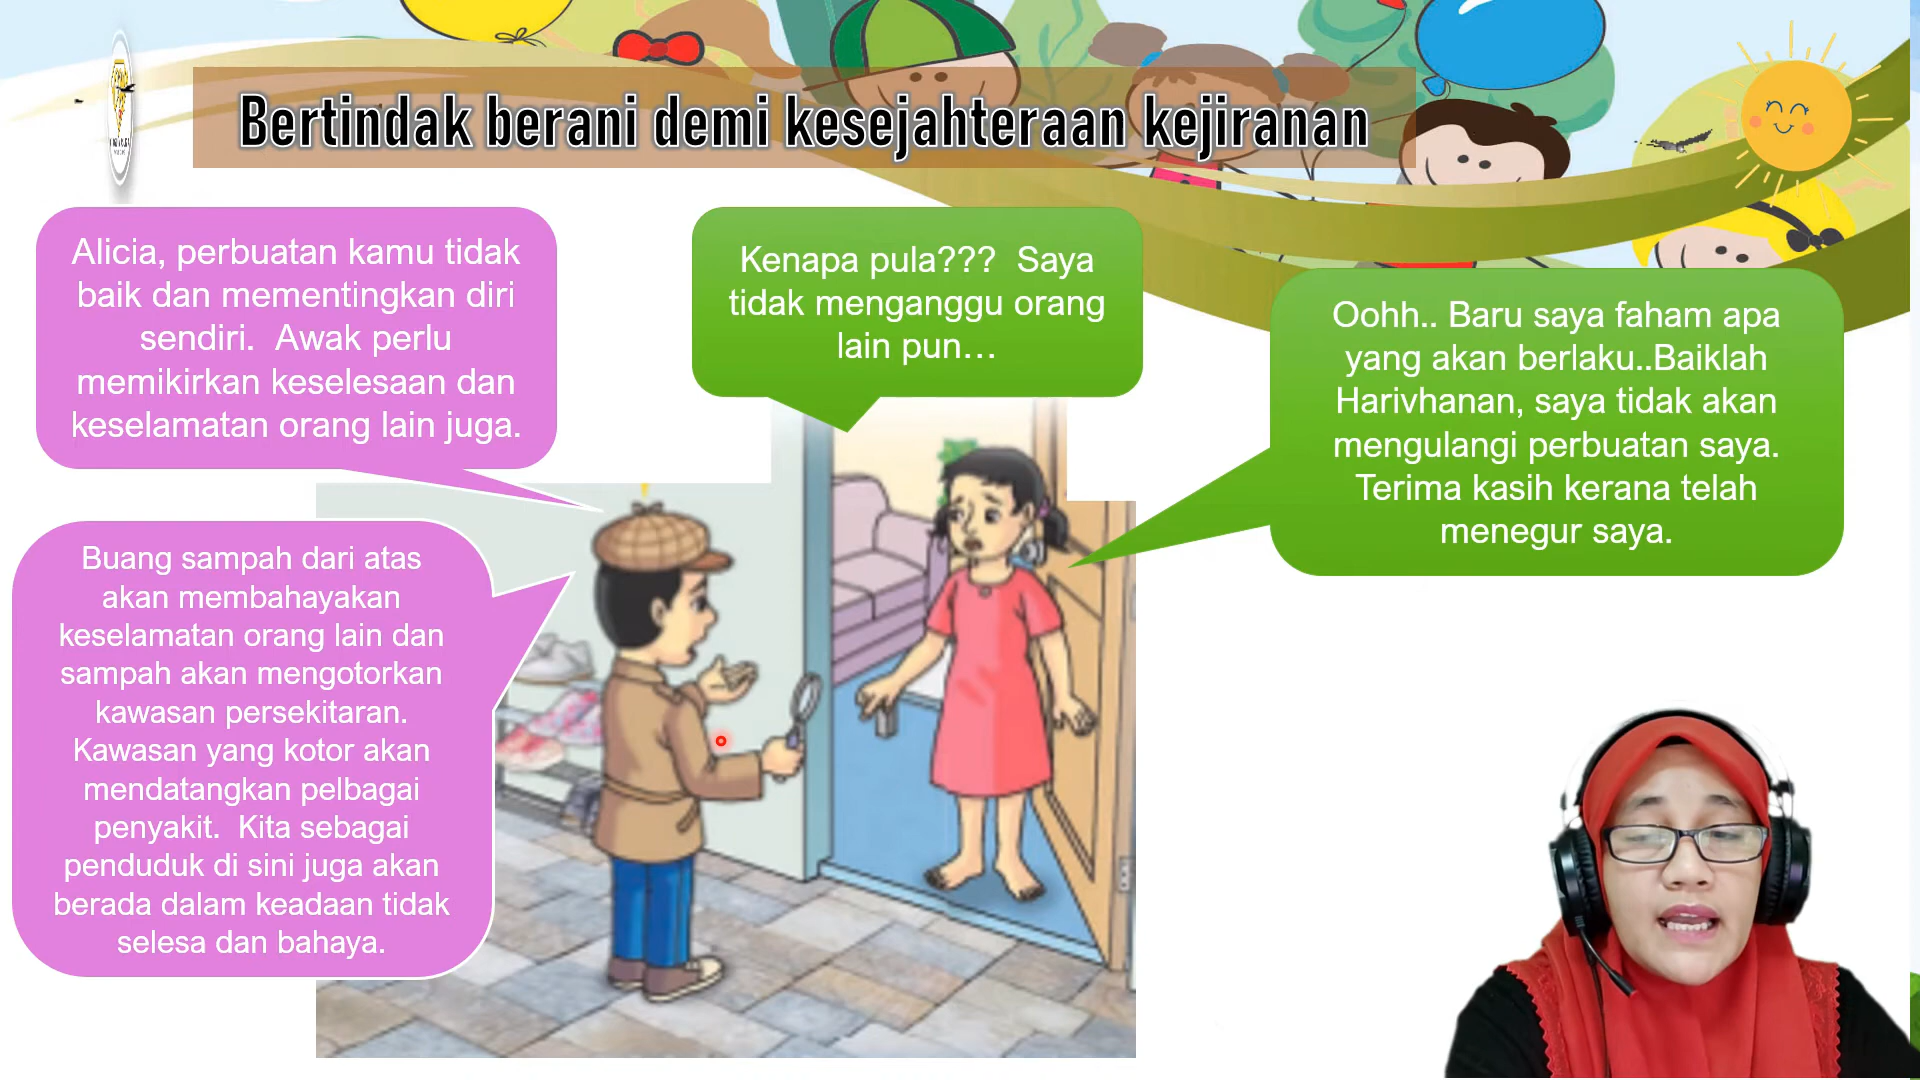 Bertindak berani demi kesejahteraan kejiranan
Alicia, perbuatan kamu tidak
baik dan mementingkan diri
sendiri.  Awak perlu
memikirkan keselesaan dan
keselamatan orang lain juga.
Kenapa pula???  Saya
tidak menganggu orang
lain pun...
Oohh.. Baru saya faham apa
yang akan berlaku..Baiklah
Harivhanan, saya tidak akan
mengulangi perbuatan saya.
Terima kasih kerana telah
menegur saya.
Buang sampah dari atas
akan membahayakan
keselamatan orang lain dan
sampah akan mengotorkan
kawasan persekitaran.
Kawasan yang kotor akan
mendatangkan pelbagai
penyakit.  Kita sebagai
penduduk di sini juga akan
berada dalam keadaan tidak
selesa dan bahaya.